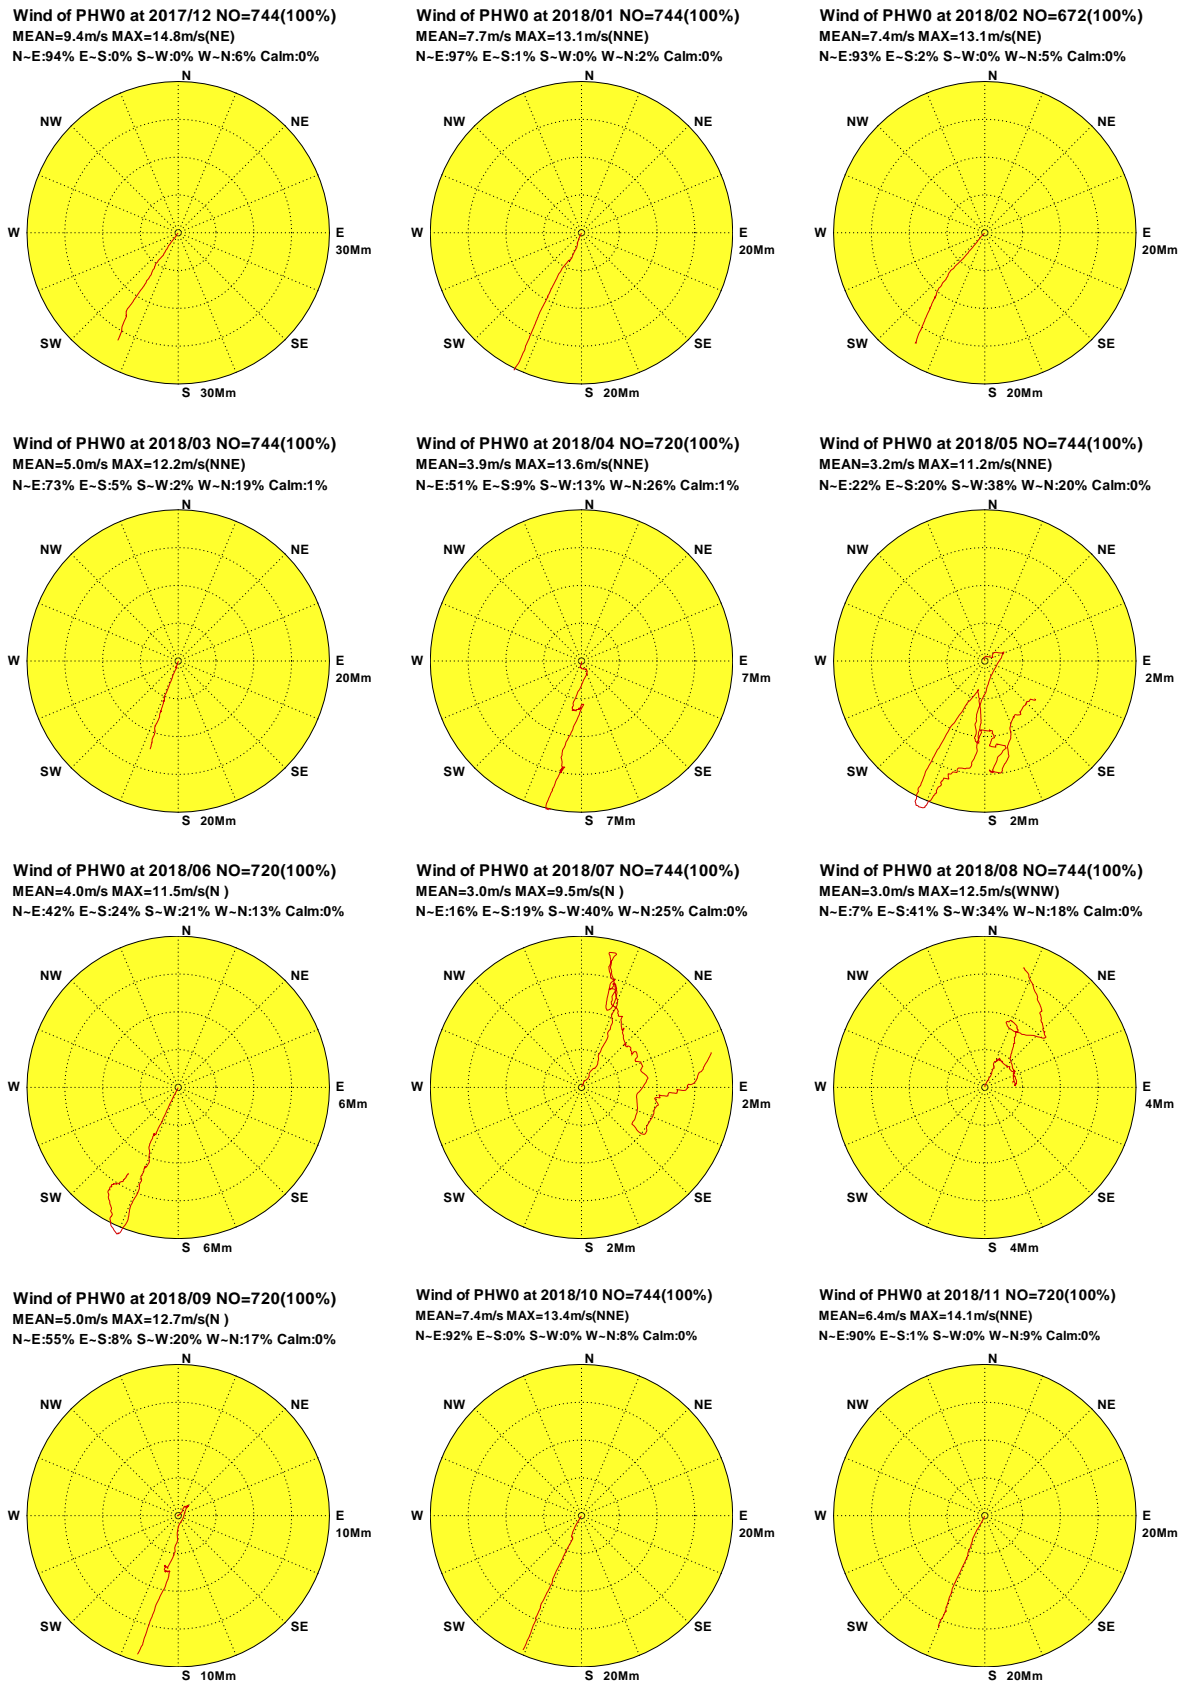 Wind of PHW0 at 2017/12 NO=744(100%)
MEAN=9.4m/s MAX=14.8m/s(NE)
N~E:94% E~S:0% S~W:0% W~N:6% Calm:0%
N
NW
NE
W
E
30Mm
SW
SE
S 30Mm
Wind of PHW0 at 2018/01 NO=744(100%)
MEAN=7.7m/s MAX=13.1m/s(NNE)
N~E:97% E~S:1% S~W:0% W~N:2% Calm:0%
N
NW
NE
W
E
20Mm
SW
SE
S 20Mm
Wind of PHW0 at 2018/02 NO=672(100%)
MEAN=7.4m/s MAX=13.1m/s(NE)
N~E:93% E~S:2% S~W:0% W~N:5% Calm:0%
N
NW
NE
W
E
20Mm
SW
SE
S 20Mm
Wind of PHW0 at 2018/03 NO=744(100%)
MEAN=5.0m/s MAX=12.2m/s(NNE)
N~E:73% E~S:5% S~W:2% W~N:19% Calm:1%
N
NW
NE
W
E
20Mm
SW
SE
S 20Mm
Wind of PHW0 at 2018/04 NO=720(100%)
MEAN=3.9m/s MAX=13.6m/s(NNE)
N~E:51% E~S:9% S~W:13% W~N:26% Calm:1%
N
NW
NE
W
E
7Mm
SW
SE
S 7Mm
Wind of PHW0 at 2018/05 NO=744(100%)
MEAN=3.2m/s MAX=11.2m/s(NNE)
N~E:22% E~S:20% S~W:38% W~N:20% Calm:0%
N
NW
NE
W
E
2Mm
SW
SE
S 2Mm
Wind of PHW0 at 2018/06 NO=720(100%)
MEAN=4.0m/s MAX=11.5m/s(N )
N~E:42% E~S:24% S~W:21% W~N:13% Calm:0%
N
NW
NE
W
E
6Mm
SW
SE
S 6Mm
Wind of PHW0 at 2018/07 NO=744(100%)
MEAN=3.0m/s MAX=9.5m/s(N )
N~E:16% E~S:19% S~W:40% W~N:25% Calm:0%
N
NW
NE
W
E
2Mm
SW
SE
S 2Mm
Wind of PHW0 at 2018/08 NO=744(100%)
MEAN=3.0m/s MAX=12.5m/s(WNW)
N~E:7% E~S:41% S~W:34% W~N:18% Calm:0%
N
NW
NE
W
E
4Mm
SW
SE
S 4Mm
Wind of PHW0 at 2018/09 NO=720(100%)
MEAN=5.0m/s MAX=12.7m/s(N )
N~E:55% E~S:8% S~W:20% W~N:17% Calm:0%
N
NW
NE
W
E
10Mm
SW
SE
S 10Mm
Wind of PHW0 at 2018/10 NO=744(100%)
MEAN=7.4m/s MAX=13.4m/s(NNE)
N~E:92% E~S:0% S~W:0% W~N:8% Calm:0%
N
NW
NE
W
E
20Mm
SW
SE
S 20Mm
Wind of PHW0 at 2018/11 NO=720(100%)
MEAN=6.4m/s MAX=14.1m/s(NNE)
N~E:90% E~S:1% S~W:0% W~N:9% Calm:0%
N
NW
NE
W
E
20Mm
SW
SE
S 20Mm